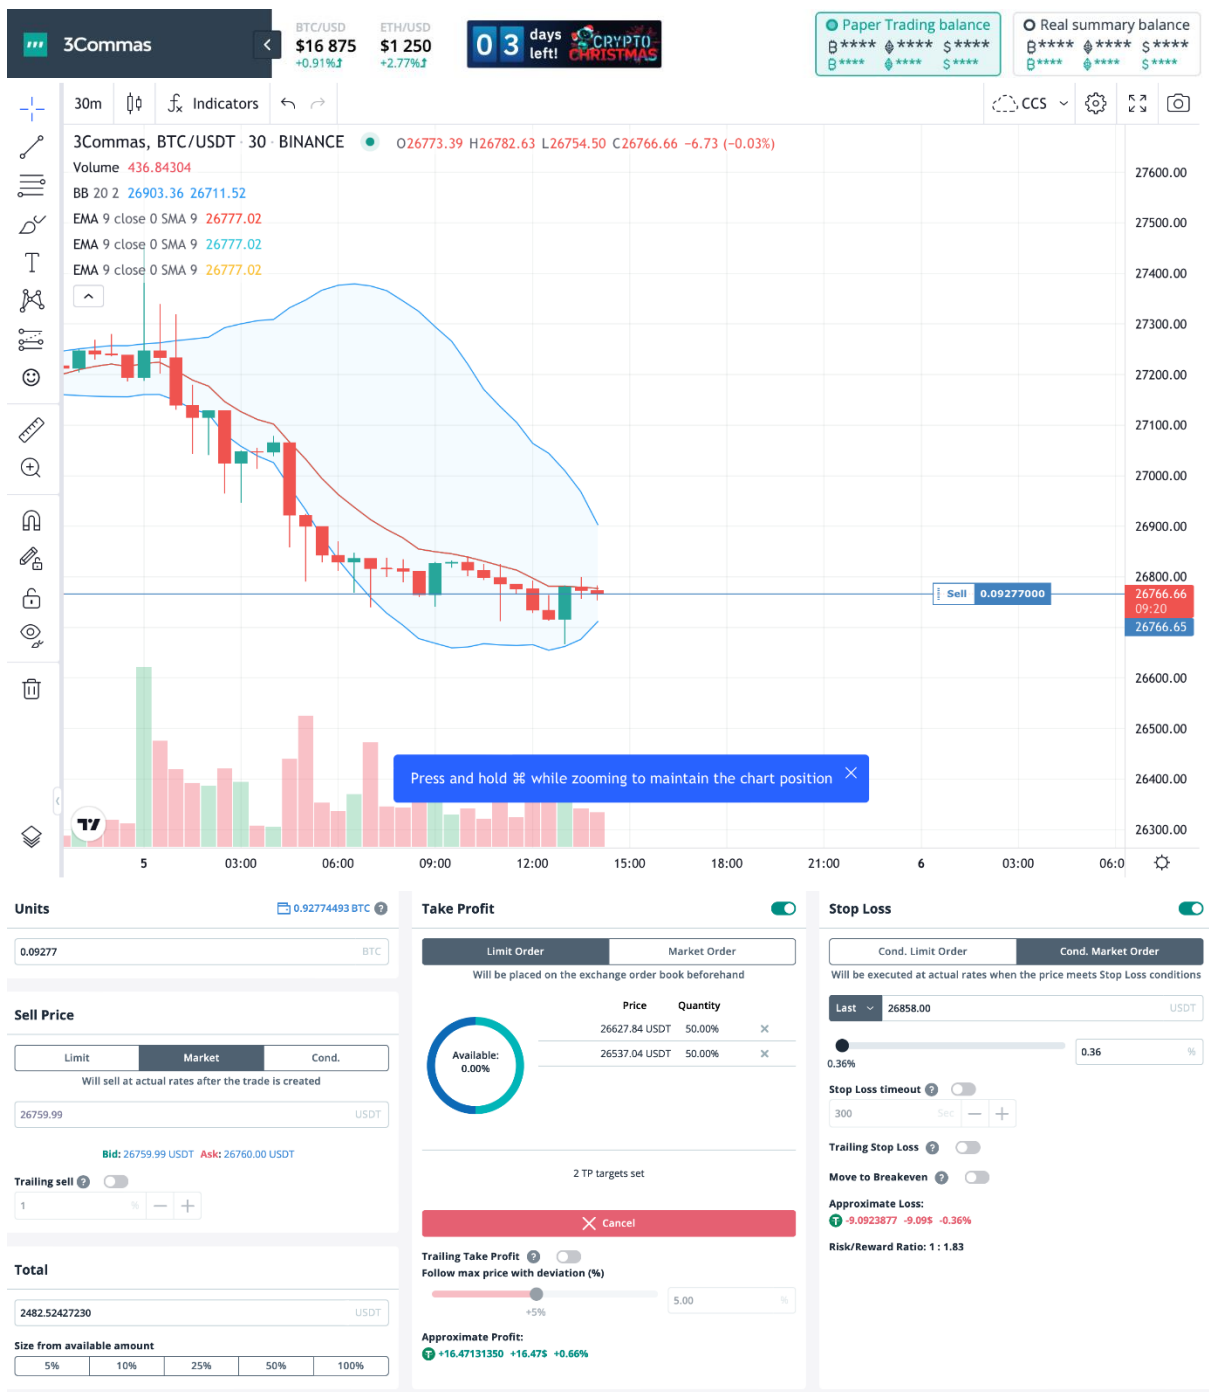 3Commas
BTC/USD
$16 875
+0.91%
ETH/USD
$1 250
+2.77%
03 days left!
CRYPTO CHRISTMAS
Paper Trading balance
**** **** $****
**** **** $****
Real summary balance
**** **** $****
**** **** $****
30m
Indicators
CCS
3Commas, BTC/USDT · 30 · BINANCE
O26773.39 H26782.63 L26754.50 C26766.66 −6.73 (−0.03%)
Volume 436.84304
BB 20 2 26903.36 26711.52
EMA 9 close 0 SMA 9 26777.02
EMA 9 close 0 SMA 9 26777.02
EMA 9 close 0 SMA 9 26777.02
27600.00
27500.00
27400.00
27300.00
27200.00
27100.00
27000.00
26900.00
26800.00
Sell 0.09277000
26766.66
09:20
26766.65
26600.00
26500.00
26400.00
26300.00
Press and hold ⌘ while zooming to maintain the chart position
5 03:00 06:00 09:00 12:00 15:00 18:00 21:00 6 03:00 06:0
Units
0.92774493 BTC
0.09277 BTC
Sell Price
Limit Market Cond.
Will sell at actual rates after the trade is created
26759.99 USDT
Bid: 26759.99 USDT Ask: 26760.00 USDT
Trailing sell
1 %
Total
2482.52427230 USDT
Size from available amount
5% 10% 25% 50% 100%
Take Profit
Limit Order Market Order
Will be placed on the exchange order book beforehand
Price Quantity
26627.84 USDT 50.00%
26537.04 USDT 50.00%
Available:
0.00%
2 TP targets set
Cancel
Trailing Take Profit
Follow max price with deviation (%)
+5%
5.00 %
Approximate Profit:
+16.47131350 +16.47$ +0.66%
Stop Loss
Cond. Limit Order Cond. Market Order
Will be executed at actual rates when the price meets Stop Loss conditions
Last 26858.00 USDT
0.36%
0.36 %
Stop Loss timeout
300 Sec
Trailing Stop Loss
Move to Breakeven
Approximate Loss:
-9.0923877 -9.09$ -0.36%
Risk/Reward Ratio: 1 : 1.83